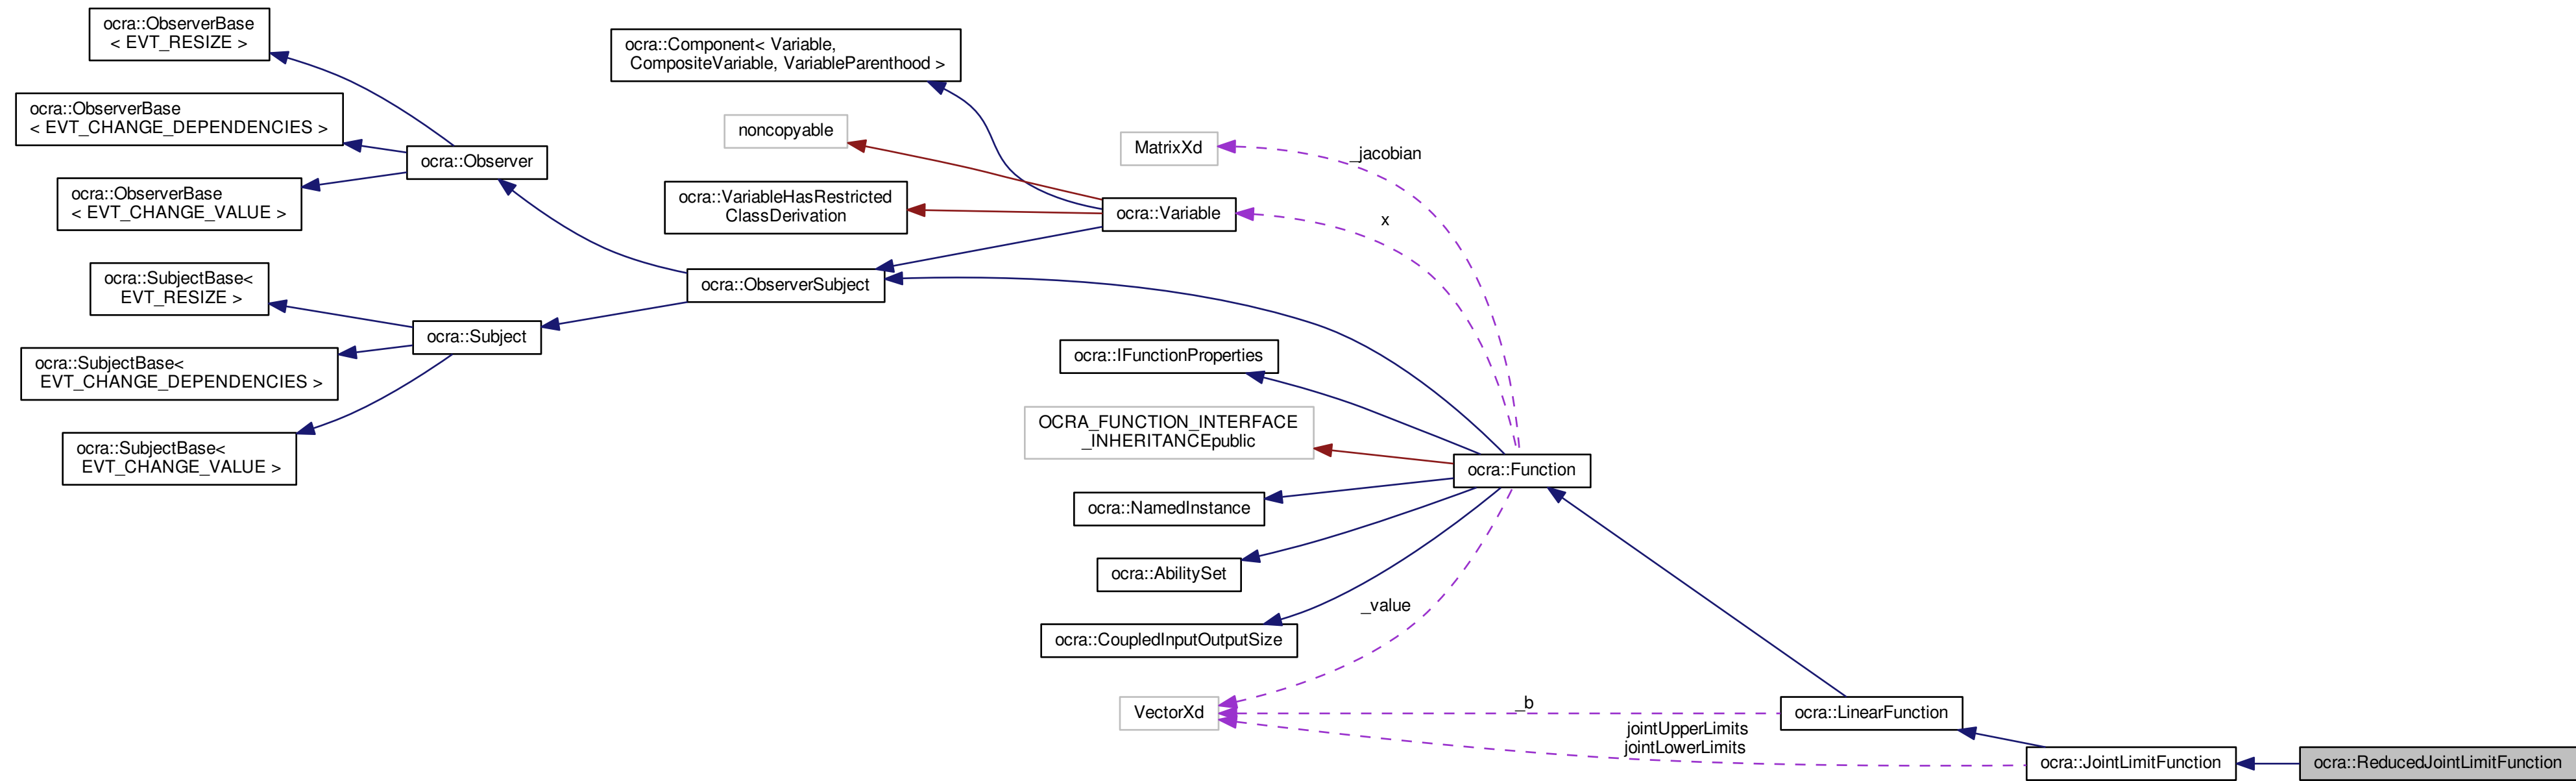 ocra::ObserverBase
< EVT_RESIZE >
ocra::ObserverBase
< EVT_CHANGE_DEPENDENCIES >
ocra::ObserverBase
< EVT_CHANGE_VALUE >
ocra::SubjectBase<
EVT_RESIZE >
ocra::SubjectBase<
EVT_CHANGE_DEPENDENCIES >
ocra::SubjectBase<
EVT_CHANGE_VALUE >
ocra::Observer
ocra::Subject
ocra::Component< Variable,
CompositeVariable, VariableParenthood >
noncopyable
ocra::VariableHasRestricted
ClassDerivation
ocra::ObserverSubject
MatrixXd
ocra::Variable
ocra::IFunctionProperties
OCRA_FUNCTION_INTERFACE
_INHERITANCEpublic
ocra::NamedInstance
ocra::AbilitySet
ocra::CoupledInputOutputSize
VectorXd
_jacobian
x
_value
_b
jointUpperLimits
jointLowerLimits
ocra::Function
ocra::LinearFunction
ocra::JointLimitFunction
ocra::ReducedJointLimitFunction